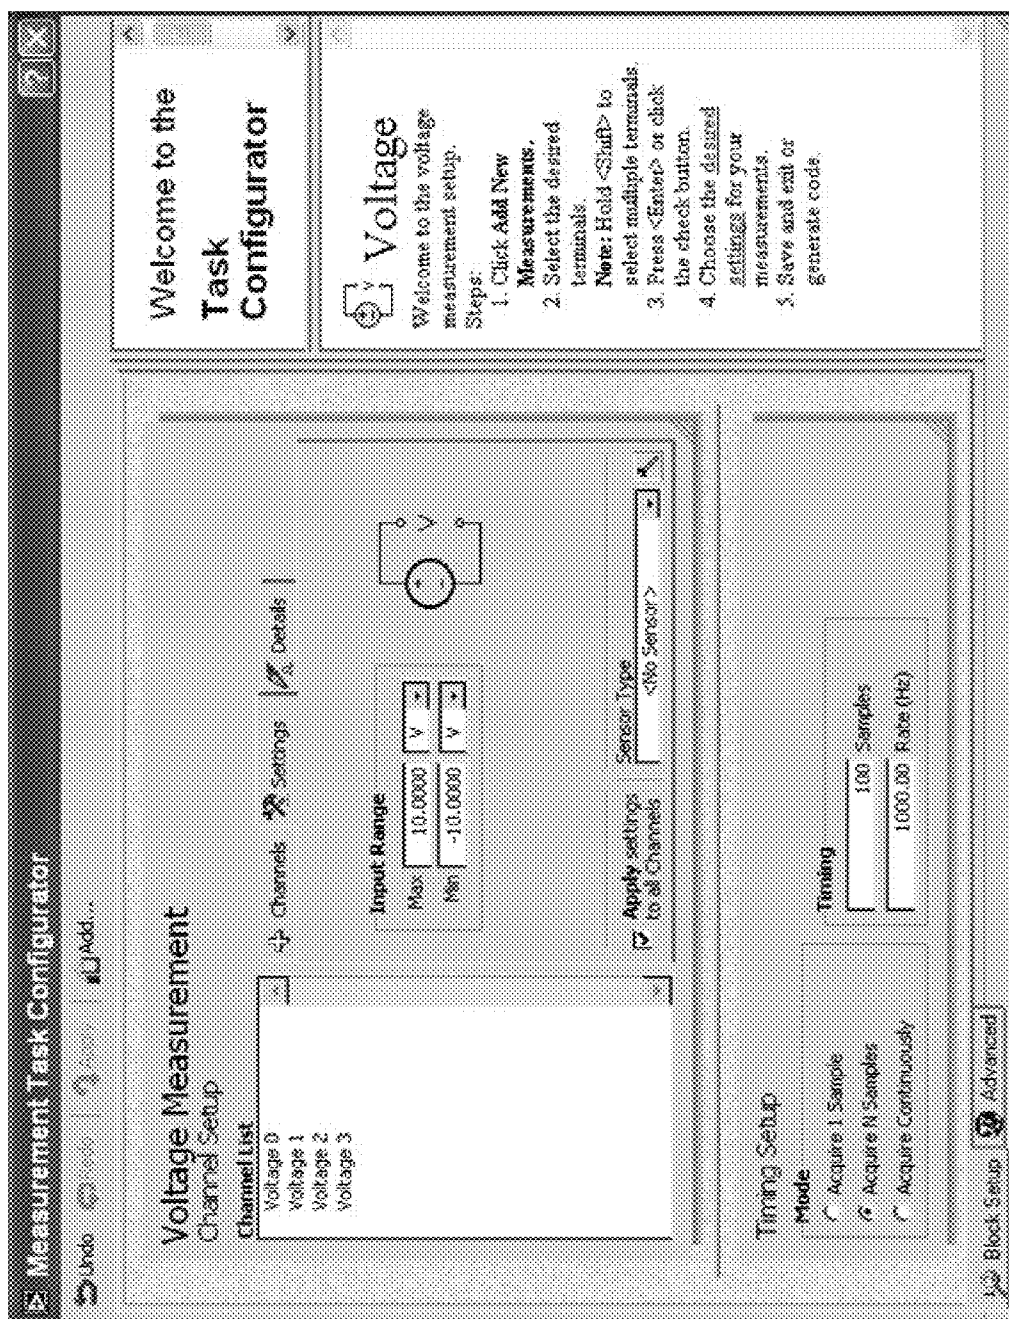 Measurement Task Configurator
Undo
Add...
Voltage Measurement
Channel Setup
Channel List
Voltage 0
Voltage 1
Voltage 2
Voltage 3
Channels
Settings
Details
Input Range
Max 10.0000 V
Min -10.0000 V
V
Apply settings
to all Channels
Sensor Type
<No Sensor>
Timing Setup
Mode
Acquire 1 Sample
Acquire N Samples
Acquire Continuously
Timing
100 Samples
1000.00 Rate (Hz)
Block Setup
Advanced
Welcome to the
Task
Configurator
V Voltage
Welcome to the voltage
measurement setup.
Steps:
1. Click Add New
Measurements.
2. Select the desired
terminals.
Note: Hold <Shift> to
select multiple terminals.
3. Press <Enter> or click
the check button.
4. Choose the desired
settings for your
measurements.
5. Save and exit or
generate code.